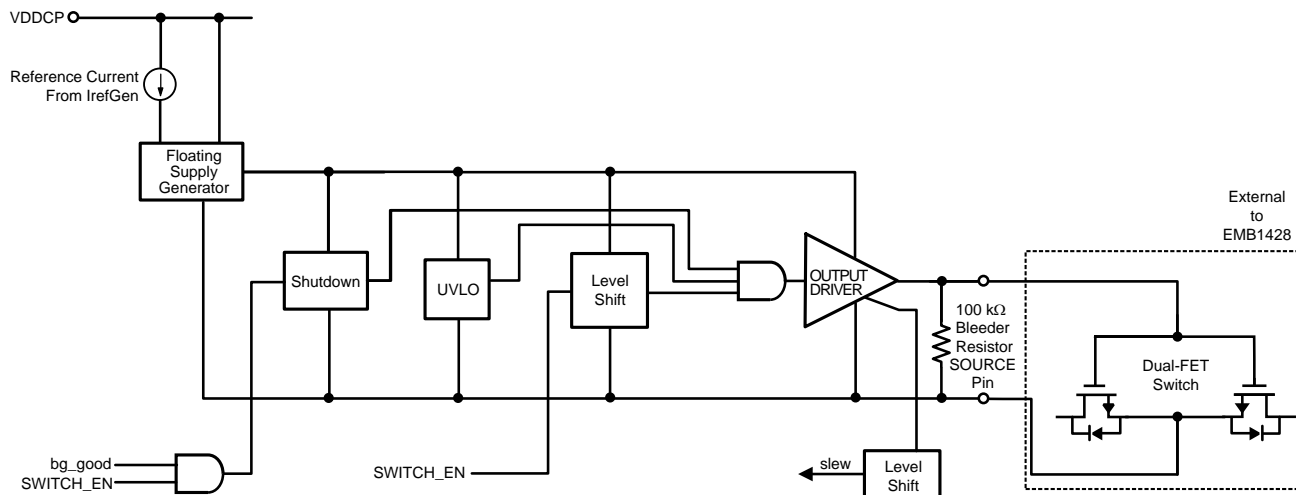 VDDCP
Reference Current
From IrefGen
Floating
Supply
Generator
External
to
EMB1428
Shutdown
UVLO
Level
Shift
OUTPUT
DRIVER
100 kΩ
Bleeder
Resistor
SOURCE
Pin
Dual-FET
Switch
bg_good
SWITCH_EN
SWITCH_EN
slew
Level
Shift